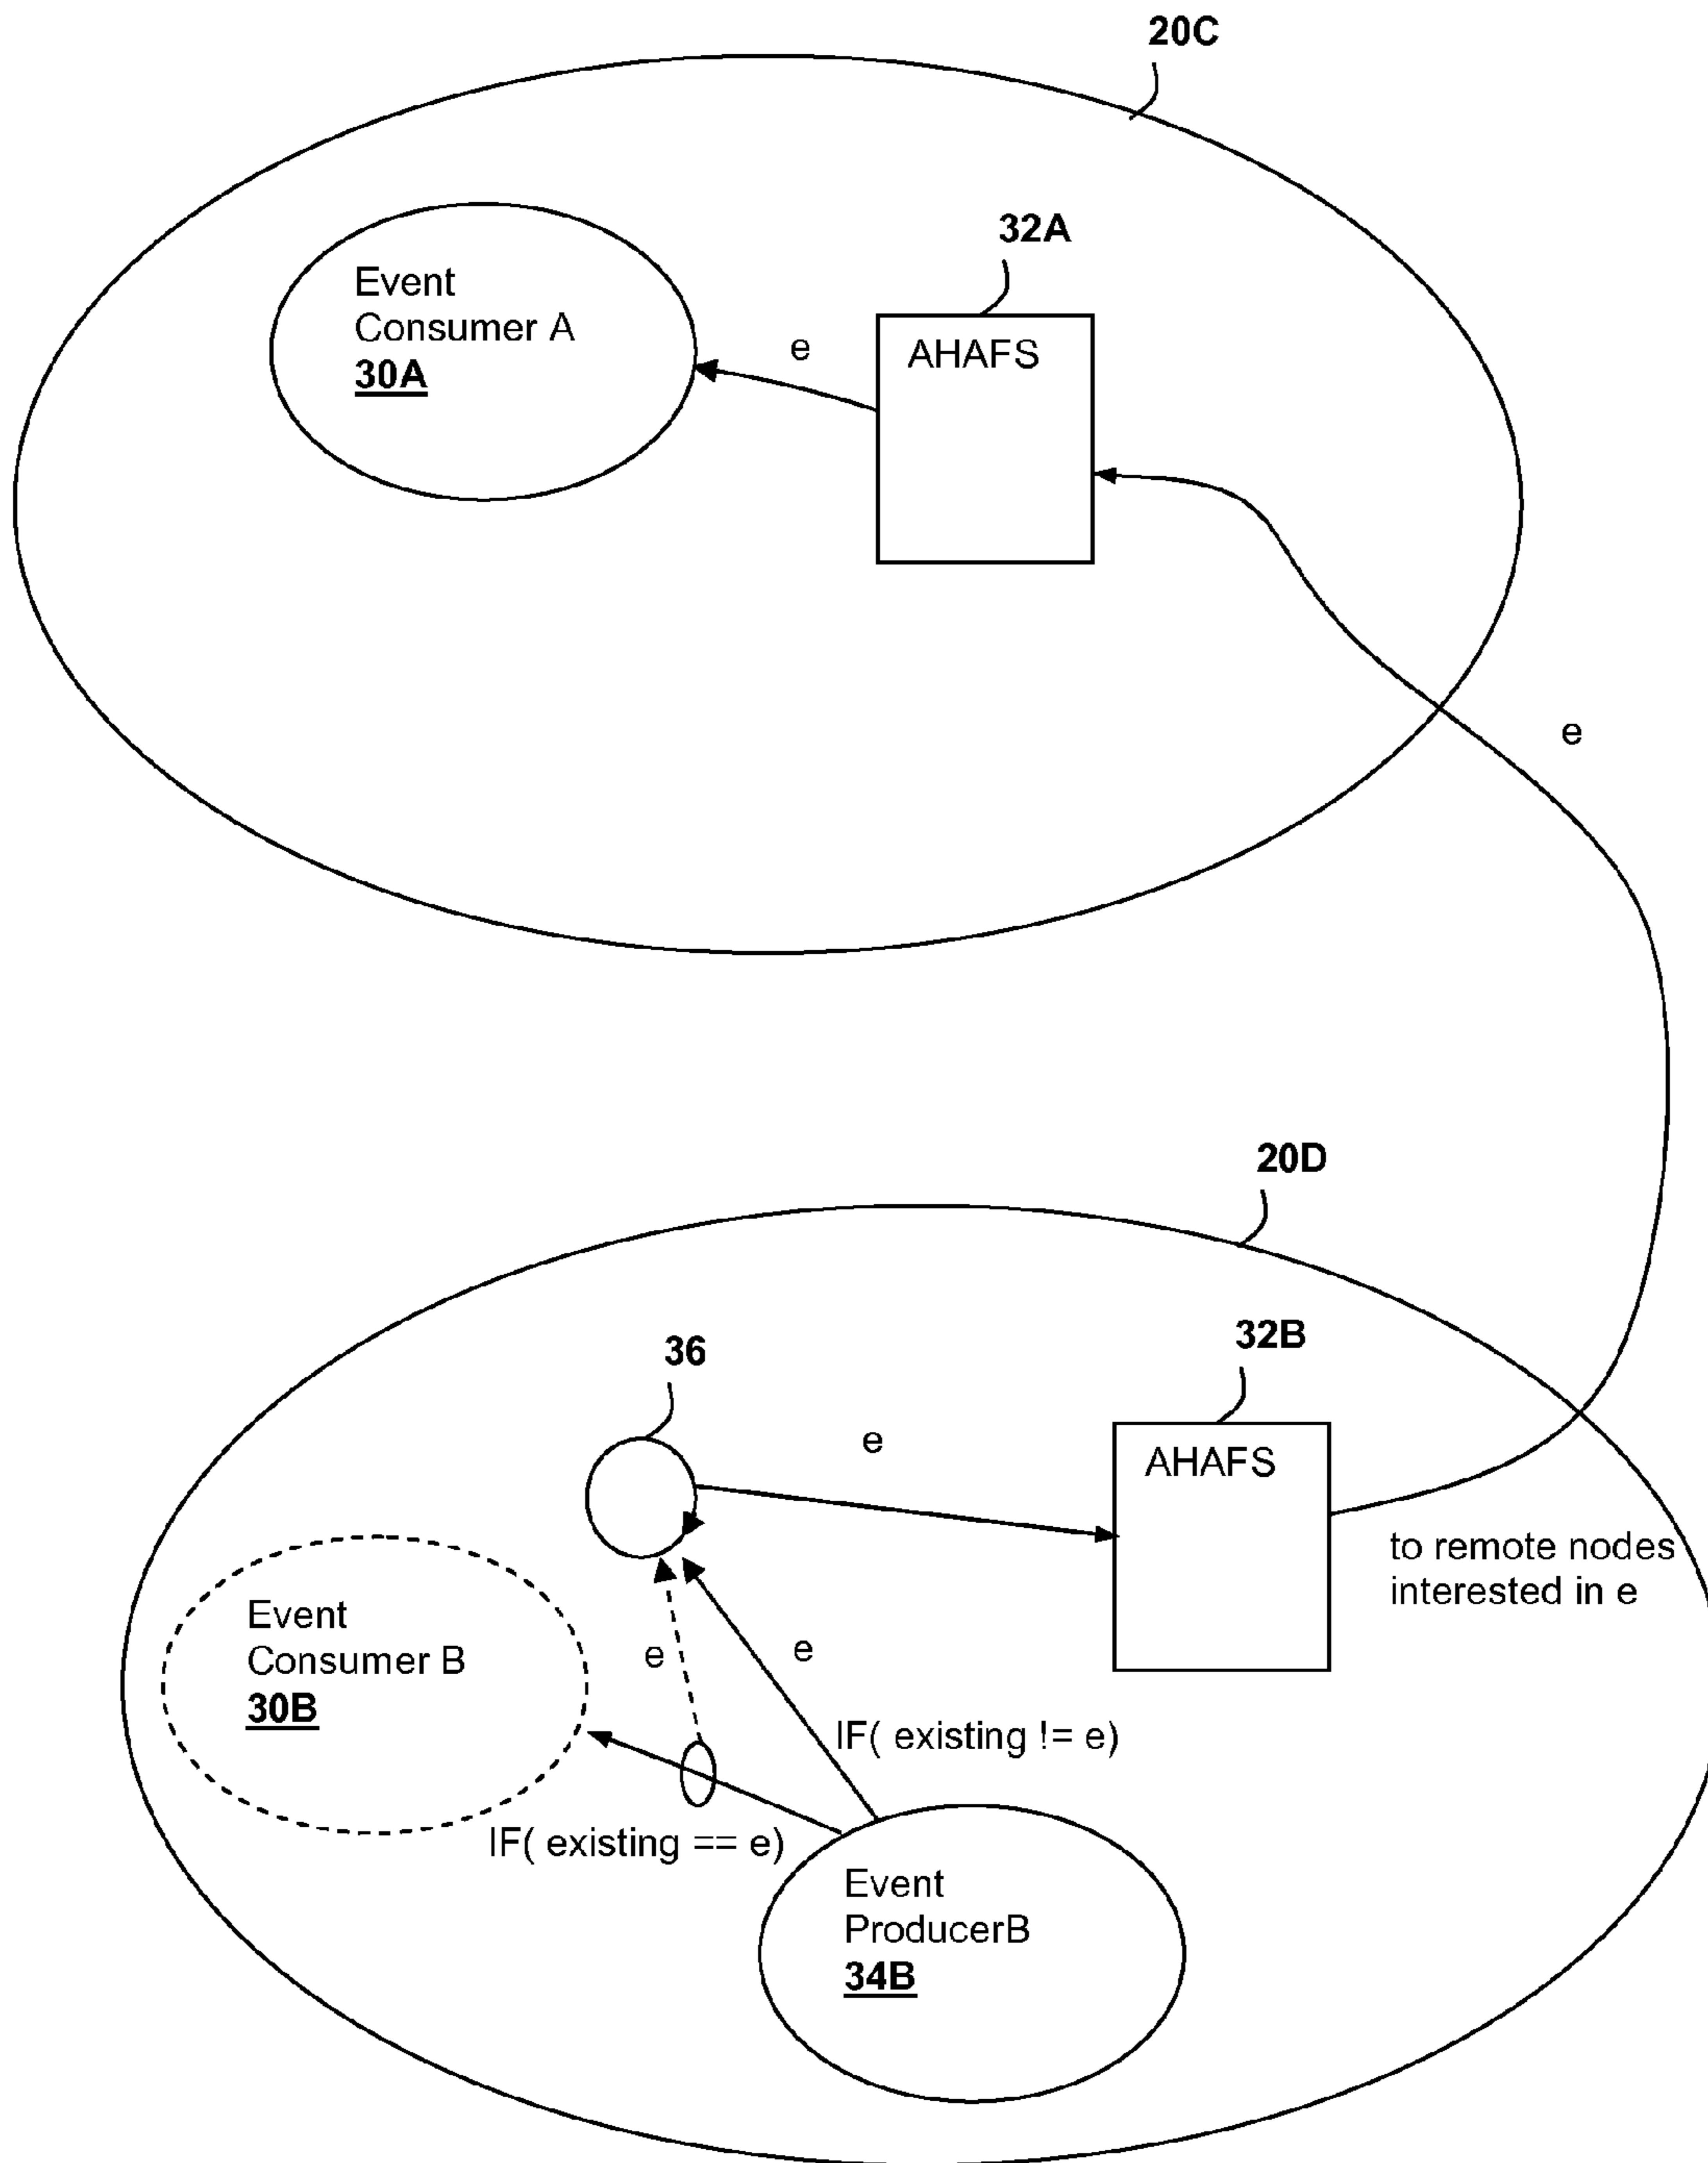 20C
32A
Event
Consumer A
30A
e
AHAFS
e
20D
36
32B
e
AHAFS
to remote nodes
interested in e
Event
Consumer B
30B
e
e
IF( existing != e)
IF( existing == e)
Event
ProducerB
34B